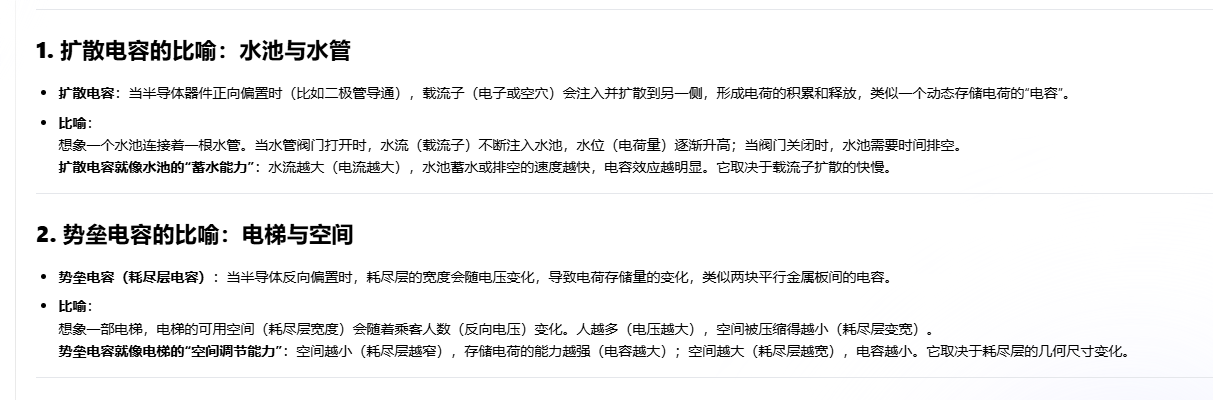 1. 扩散电容的比喻：水池与水管
• 扩散电容：当半导体器件正向偏置时（比如二极管导通），载流子（电子或空穴）会注入并扩散到另一侧，形成电荷的积累和释放，类似一个动态存储电荷的“电容”。
• 比喻：
想象一个水池连接着一根水管。当水管阀门打开时，水流（载流子）不断注入水池，水位（电荷量）逐渐升高；当阀门关闭时，水池需要时间排空。
扩散电容就像水池的“蓄水能力”：水流越大（电流越大），水池蓄水或排空的速度越快，电容效应越明显。它取决于载流子扩散的快慢。
2. 势垒电容的比喻：电梯与空间
• 势垒电容（耗尽层电容）：当半导体反向偏置时，耗尽层的宽度会随电压变化，导致电荷存储量的变化，类似两块平行金属板间的电容。
• 比喻：
想象一部电梯，电梯的可用空间（耗尽层宽度）会随着乘客人数（反向电压）变化。人越多（电压越大），空间被压缩得越小（耗尽层变宽）。
势垒电容就像电梯的“空间调节能力”：空间越小（耗尽层越窄），存储电荷的能力越强（电容越大）；空间越大（耗尽层越宽），电容越小。它取决于耗尽层的几何尺寸变化。